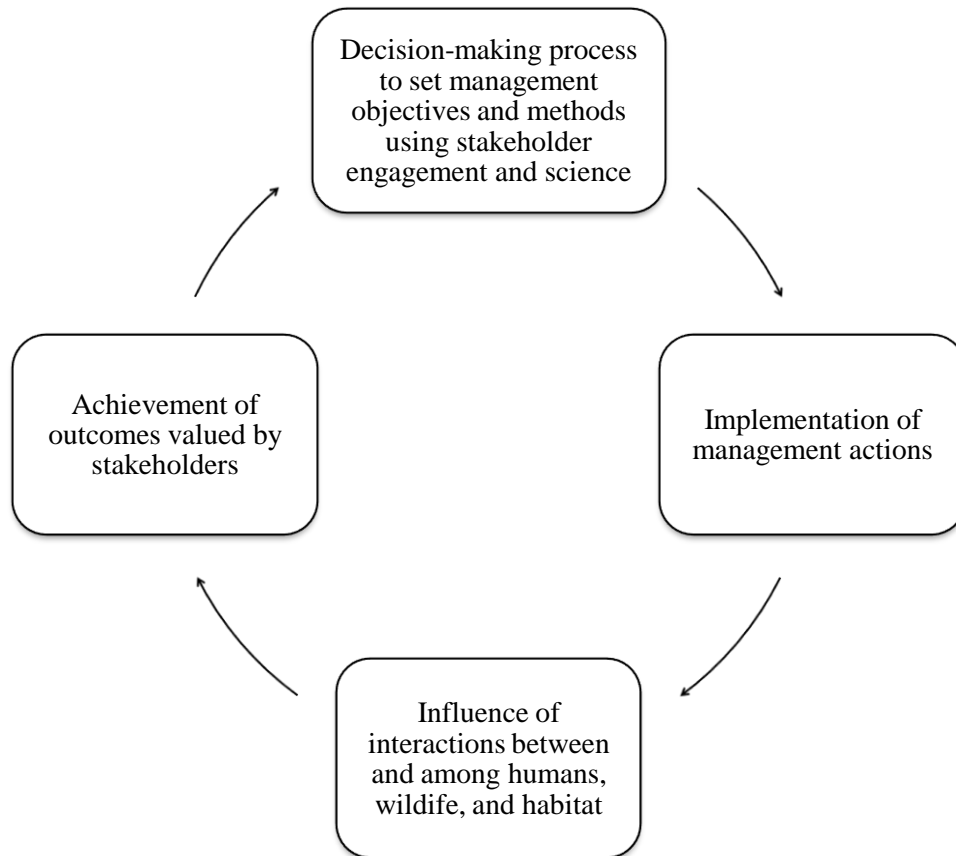 Decision-making process
to set management
objectives and methods
using stakeholder
engagement and science
Achievement of
outcomes valued by
stakeholders
Implementation of
management actions
Influence of
interactions between
and among humans,
wildlife, and habitat